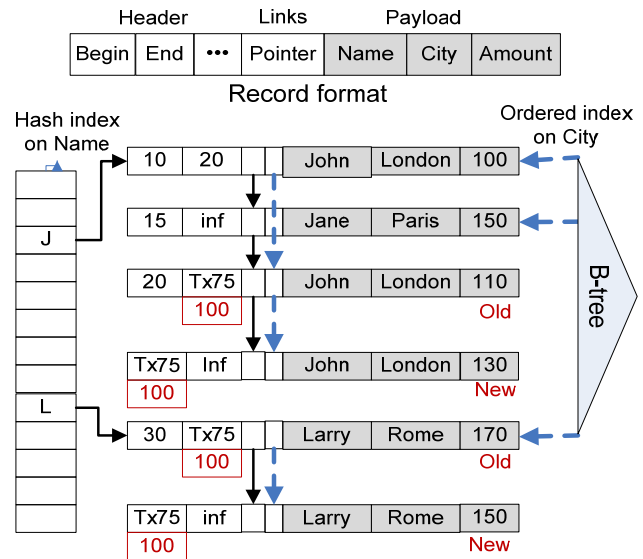 Header Links Payload
Begin End ••• Pointer Name City Amount
Record format
Hash index
on Name
Ordered index
on City
10 20 John London 100
J
15 inf Jane Paris 150
20 Tx75 John London 110
100 Old
B-tree
Tx75 Inf John London 130
100 New
L
30 Tx75 Larry Rome 170
100 Old
Tx75 inf Larry Rome 150
100 New